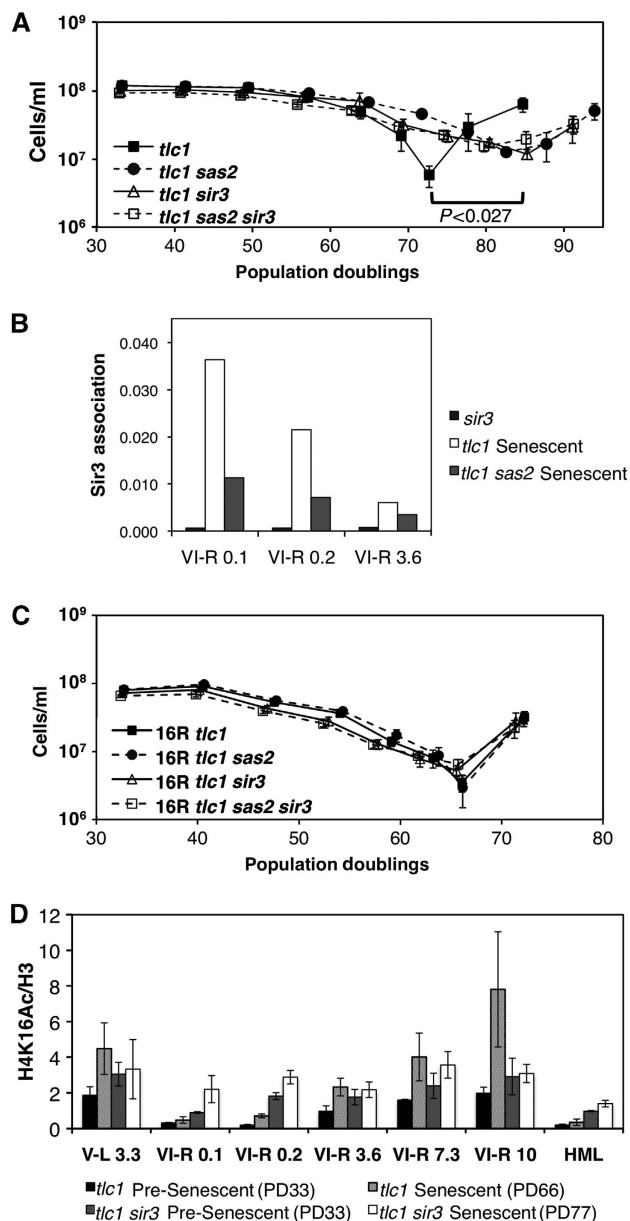 A
10⁹
10⁸
10⁷
10⁶
Cells/ml
tlc1
tlc1 sas2
tlc1 sir3
tlc1 sas2 sir3
P<0.027
30 40 50 60 70 80 90
Population doublings
B
0.040
0.030
0.020
0.010
0.000
Sir3 association
sir3
tlc1 Senescent
tlc1 sas2 Senescent
VI-R 0.1 VI-R 0.2 VI-R 3.6
C
10⁹
10⁸
10⁷
10⁶
Cells/ml
16R tlc1
16R tlc1 sas2
16R tlc1 sir3
16R tlc1 sas2 sir3
30 40 50 60 70 80
Population doublings
D
12
10
8
6
4
2
0
H4K16Ac/H3
V-L 3.3 VI-R 0.1 VI-R 0.2 VI-R 3.6 VI-R 7.3 VI-R 10 HML
tlc1 Pre-Senescent (PD33) tlc1 Senescent (PD66)
tlc1 sir3 Pre-Senescent (PD33) tlc1 sir3 Senescent (PD77)